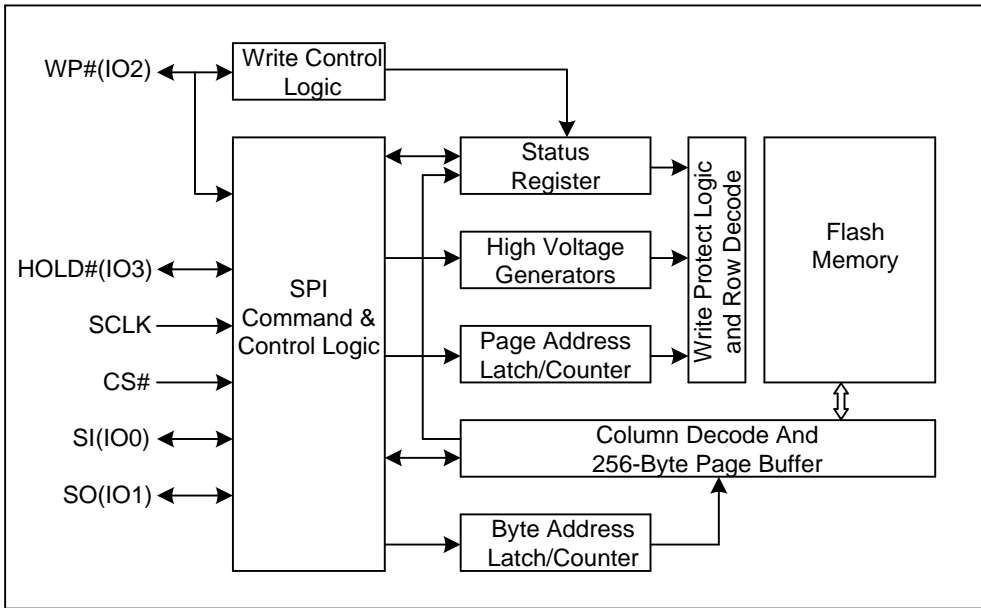 WP#(IO2)
Write Control
Logic
HOLD#(IO3)
SCLK
CS#
SI(IO0)
SO(IO1)
SPI
Command &
Control Logic
Status
Register
High Voltage
Generators
Page Address
Latch/Counter
Write Protect Logic
and Row Decode
Flash
Memory
Column Decode And
256-Byte Page Buffer
Byte Address
Latch/Counter